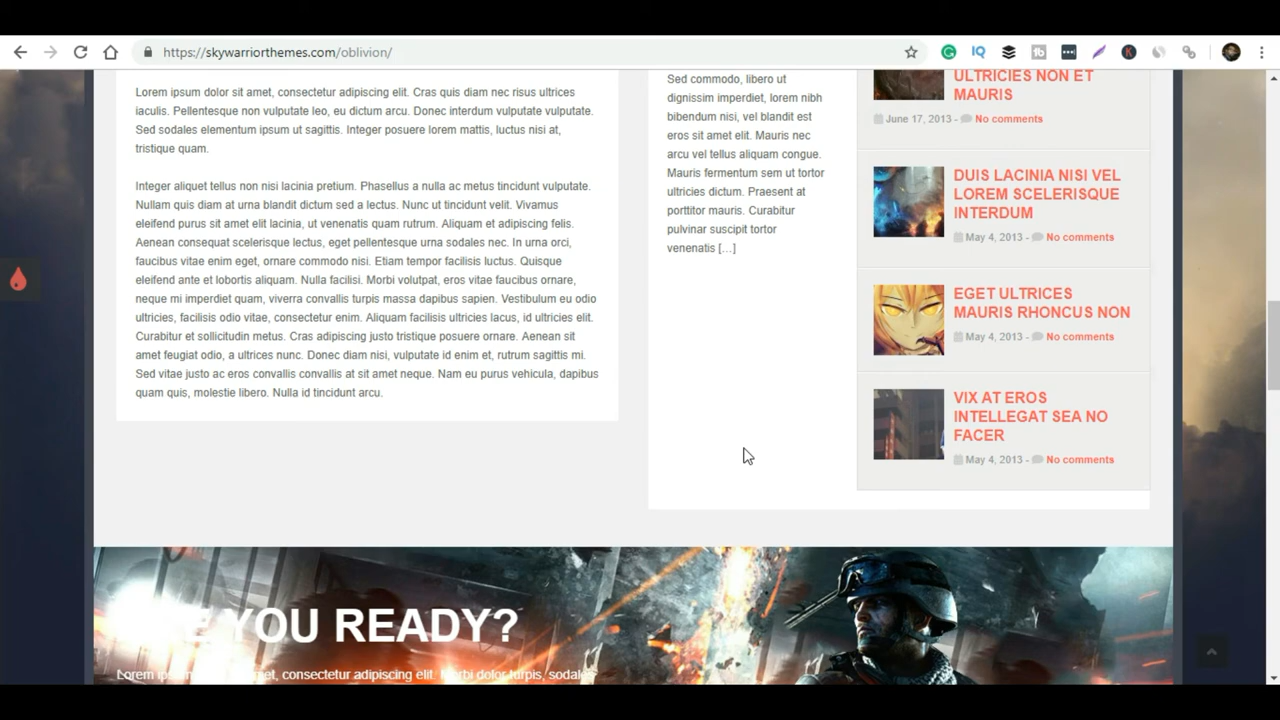 https://skywarriorthemes.com/oblivion/
Lorem ipsum dolor sit amet, consectetur adipiscing elit. Cras quis diam nec risus ultrices
iaculis. Pellentesque non vulputate leo, eu dictum arcu. Donec interdum vulputate vulputate.
Sed sodales elementum ipsum ut sagittis. Integer posuere lorem mattis, luctus nisi at,
tristique quam.
Integer aliquet tellus non nisi lacinia pretium. Phasellus a nulla ac metus tincidunt vulputate.
Nullam quis diam at urna blandit dictum sed a lectus. Nunc ut tincidunt velit. Vivamus
eleifend purus sit amet elit lacinia, ut venenatis quam rutrum. Aliquam et adipiscing felis.
Aenean consequat scelerisque lectus, eget pellentesque urna sodales nec. In urna orci,
faucibus vitae enim eget, ornare commodo nisi. Etiam tempor facilisis luctus. Quisque
eleifend ante et lobortis aliquam. Nulla facilisi. Morbi volutpat, eros vitae faucibus ornare,
neque mi imperdiet quam, viverra convallis turpis massa dapibus sapien. Vestibulum eu odio
ultricies, facilisis odio vitae, consectetur enim. Aliquam facilisis ultricies lacus, id ultricies elit.
Curabitur et sollicitudin metus. Cras adipiscing justo tristique posuere ornare. Aenean sit
amet feugiat odio, a ultrices nunc. Donec diam nisi, vulputate id enim et, rutrum sagittis mi.
Sed vitae justo ac eros convallis convallis at sit amet neque. Nam eu purus vehicula, dapibus
quam quis, molestie libero. Nulla id tincidunt arcu.
Sed commodo, libero ut
dignissim imperdiet, lorem nibh
bibendum nisi, vel blandit est
eros sit amet elit. Mauris nec
arcu vel tellus aliquam congue.
Mauris fermentum sem ut tortor
ultricies dictum. Praesent at
porttitor mauris. Curabitur
pulvinar suscipit tortor
venenatis […]
ULTRICIES NON ET
MAURIS
June 17, 2013 - No comments
DUIS LACINIA NISI VEL
LOREM SCELERISQUE
INTERDUM
May 4, 2013 - No comments
EGET ULTRICES
MAURIS RHONCUS NON
May 4, 2013 - No comments
VIX AT EROS
INTELLEGAT SEA NO
FACER
May 4, 2013 - No comments
YOU READY?
Lorem consectetur adipiscing elit. Morbi dolor turpis, sodales